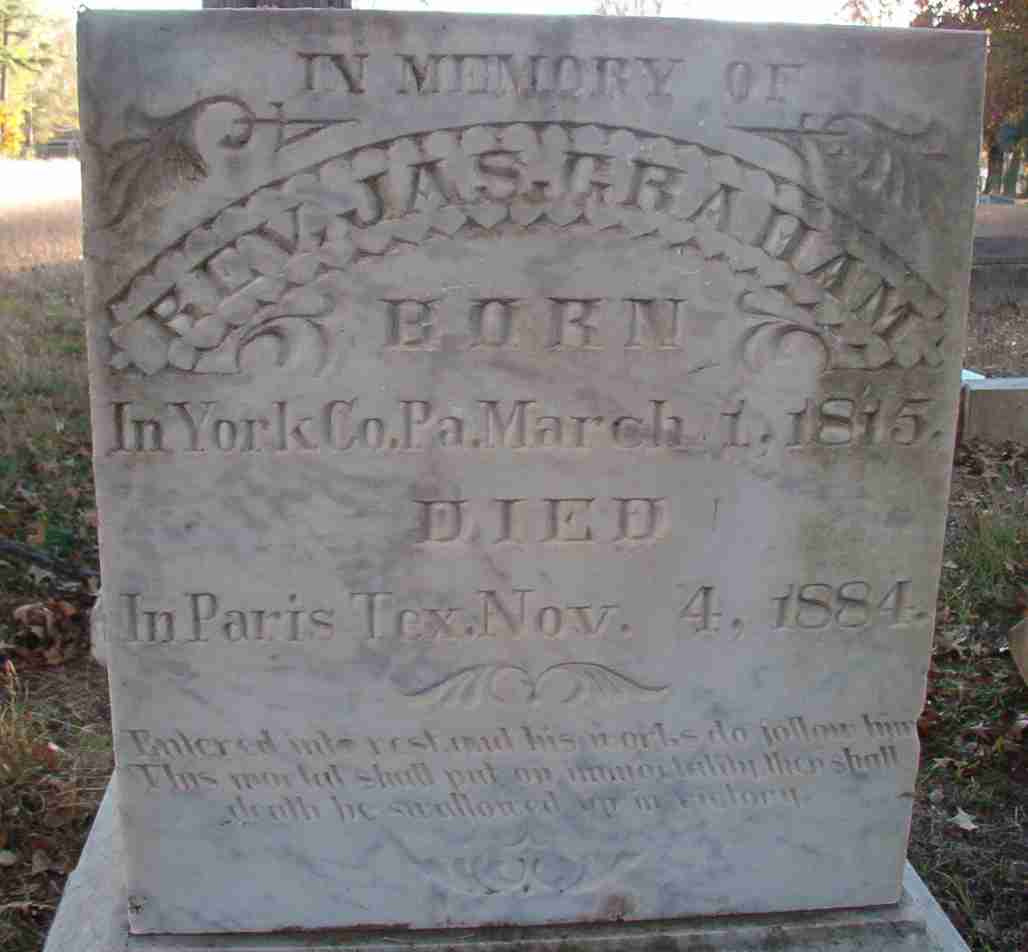 IN MEMORY OF
REV. JAS. GRAHAM
BORN
In York Co. Pa. March 1, 1815.
DIED
In Paris Tex. Nov. 4, 1884.
Entered into rest and his works do follow him
This mortal shall put on immortality, then shall
death be swallowed up in victory.